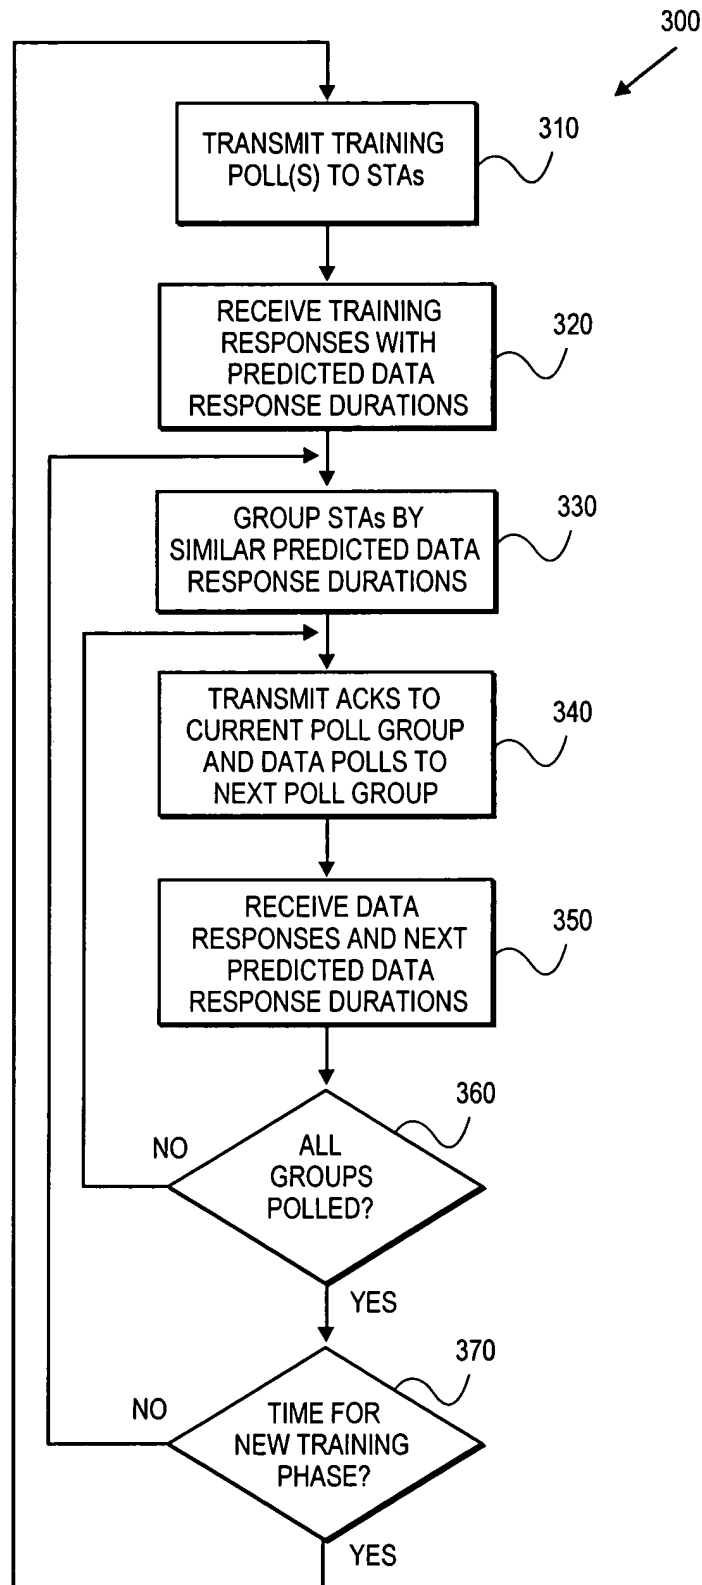 300
TRANSMIT TRAINING
POLL(S) TO STAs
310
RECEIVE TRAINING
RESPONSES WITH
PREDICTED DATA
RESPONSE DURATIONS
320
GROUP STAs BY
SIMILAR PREDICTED DATA
RESPONSE DURATIONS
330
TRANSMIT ACKS TO
CURRENT POLL GROUP
AND DATA POLLS TO
NEXT POLL GROUP
340
RECEIVE DATA
RESPONSES AND NEXT
PREDICTED DATA
RESPONSE DURATIONS
350
360
NO
ALL
GROUPS
POLLED?
YES
370
NO
TIME FOR
NEW TRAINING
PHASE?
YES